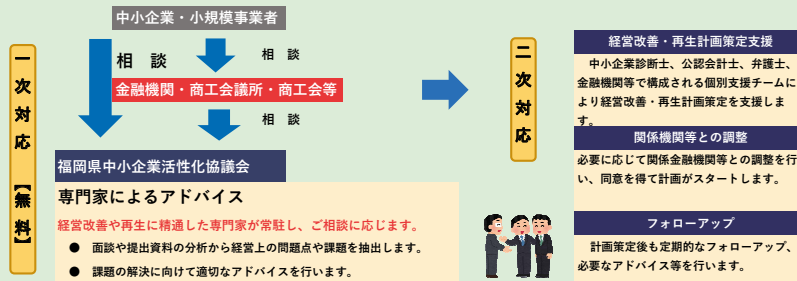 一次対応 【無料】
中小企業・小規模事業者
相　談
相　談
金融機関・商工会議所・商工会等
相　談
福岡県中小企業活性化協議会
専門家によるアドバイス
経営改善や再生に精通した専門家が常駐し、ご相談に応じます。
● 面談や提出資料の分析から経営上の問題点や課題を抽出します。
● 課題の解決に向けて適切なアドバイスを行います。
二次対応
経営改善・再生計画策定支援
　中小企業診断士、公認会計士、弁護士、
金融機関等で構成される個別支援チームに
より経営改善・再生計画策定を支援しま
す。
関係機関等との調整
必要に応じて関係金融機関等との調整を行
い、同意を得て計画がスタートします。
フォローアップ
　計画策定後も定期的なフォローアップ、
必要なアドバイス等を行います。